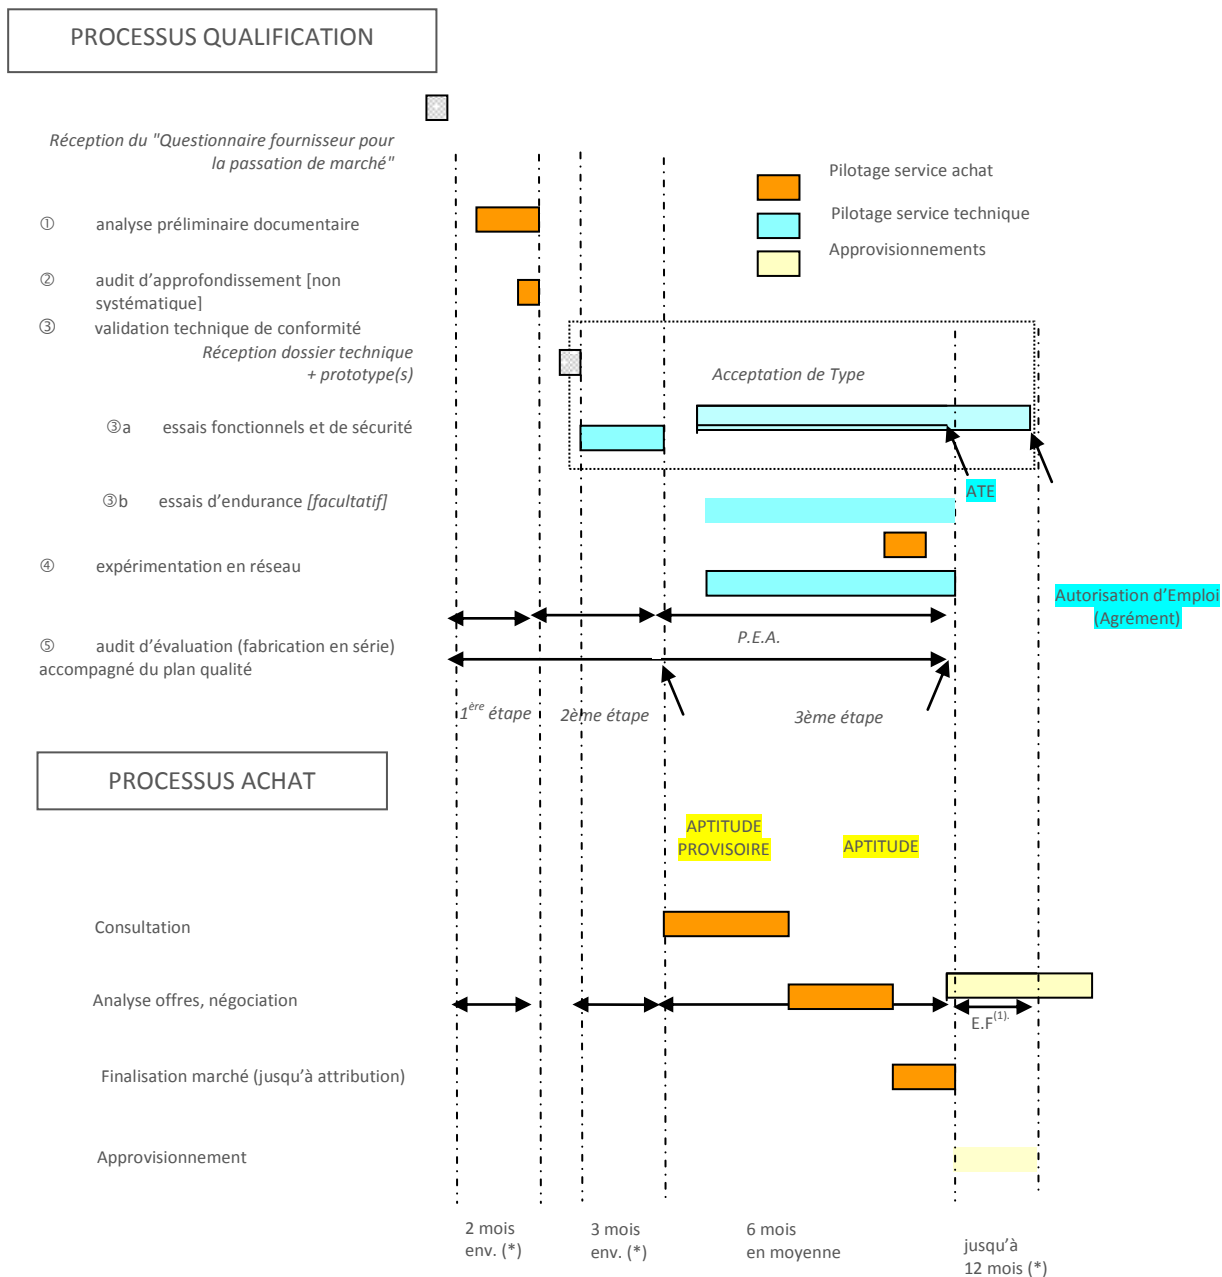 PROCESSUS QUALIFICATION
Réception du "Questionnaire fournisseur pour
la passation de marché"
Pilotage service achat
Pilotage service technique
Approvisionnements
① analyse préliminaire documentaire
② audit d’approfondissement [non
systématique]
③ validation technique de conformité
Réception dossier technique
+ prototype(s)
Acceptation de Type
③a essais fonctionnels et de sécurité
ATE
③b essais d’endurance [facultatif]
④ expérimentation en réseau
Autorisation d’Emploi
(Agrément)
P.E.A.
⑤ audit d’évaluation (fabrication en série)
accompagné du plan qualité
1ère étape
2ème étape
3ème étape
PROCESSUS ACHAT
APTITUDE
PROVISOIRE
APTITUDE
Consultation
Analyse offres, négociation
E.F(1).
Finalisation marché (jusqu’à attribution)
Approvisionnement
2 mois
env. (*)
3 mois
env. (*)
6 mois
en moyenne
jusqu’à
12 mois (*)